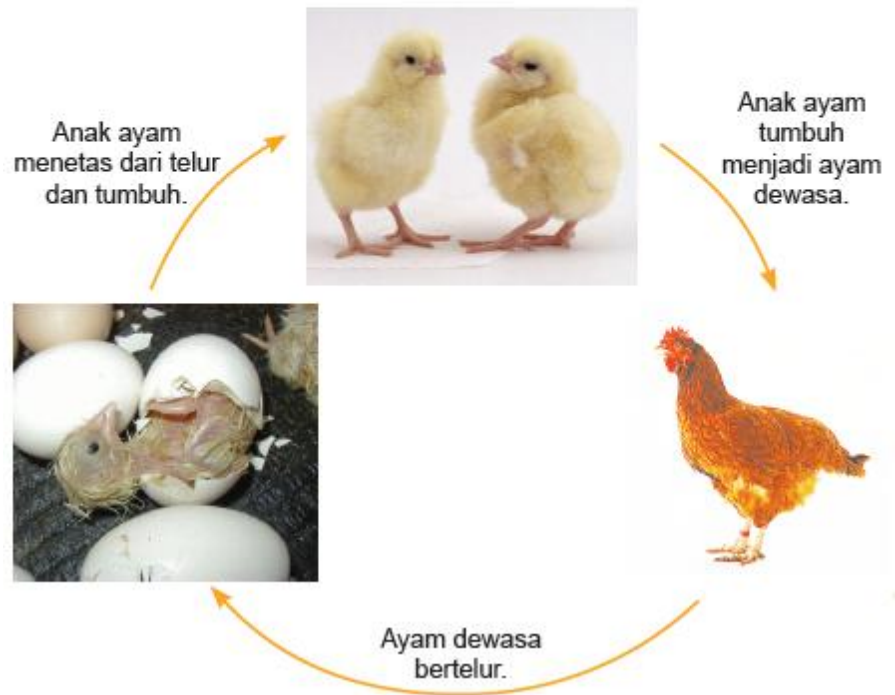 Anak ayam
menetas dari telur
dan tumbuh.
Anak ayam
tumbuh
menjadi ayam
dewasa.
Ayam dewasa
bertelur.